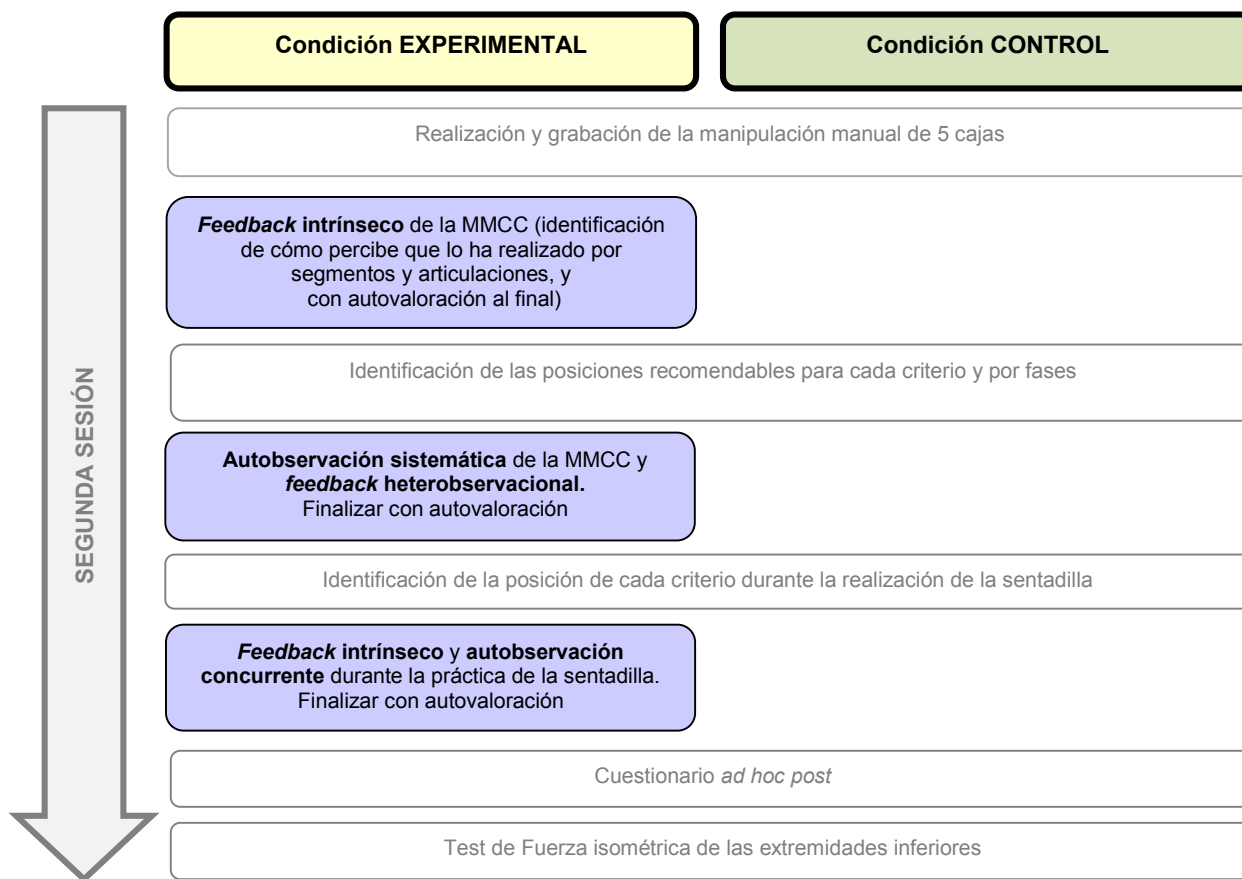 Condición EXPERIMENTAL
Condición CONTROL
SEGUNDA SESIÓN
Realización y grabación de la manipulación manual de 5 cajas
Feedback intrínseco de la MMCC (identificación
de cómo percibe que lo ha realizado por
segmentos y articulaciones, y
con autovaloración al final)
Identificación de las posiciones recomendables para cada criterio y por fases
Autobservación sistemática de la MMCC y
feedback heterobservacional.
Finalizar con autovaloración
Identificación de la posición de cada criterio durante la realización de la sentadilla
Feedback intrínseco y autobservación
concurrente durante la práctica de la sentadilla.
Finalizar con autovaloración
Cuestionario ad hoc post
Test de Fuerza isométrica de las extremidades inferiores